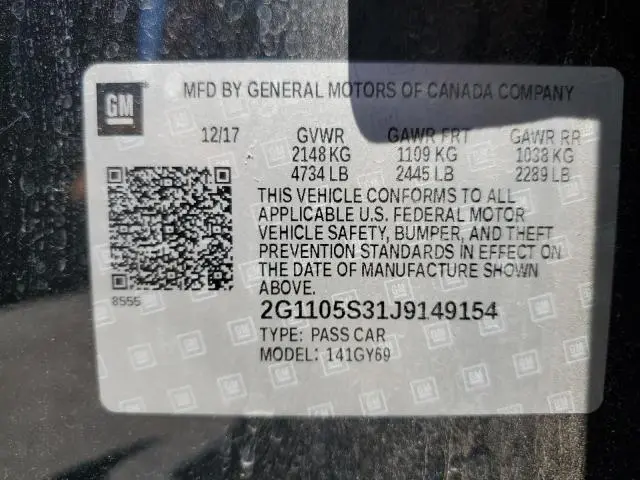 GM
MFD BY GENERAL MOTORS OF CANADA COMPANY
12/17 GVWR GAWR FRT GAWR RR
2148 KG 1109 KG 1038 KG
4734 LB 2445 LB 2289 LB
THIS VEHICLE CONFORMS TO ALL
APPLICABLE U.S. FEDERAL MOTOR
VEHICLE SAFETY, BUMPER, AND THEFT
PREVENTION STANDARDS IN EFFECT ON
THE DATE OF MANUFACTURE SHOWN
ABOVE.
8555
2G1105S31J9149154
TYPE: PASS CAR
MODEL: 141GY69